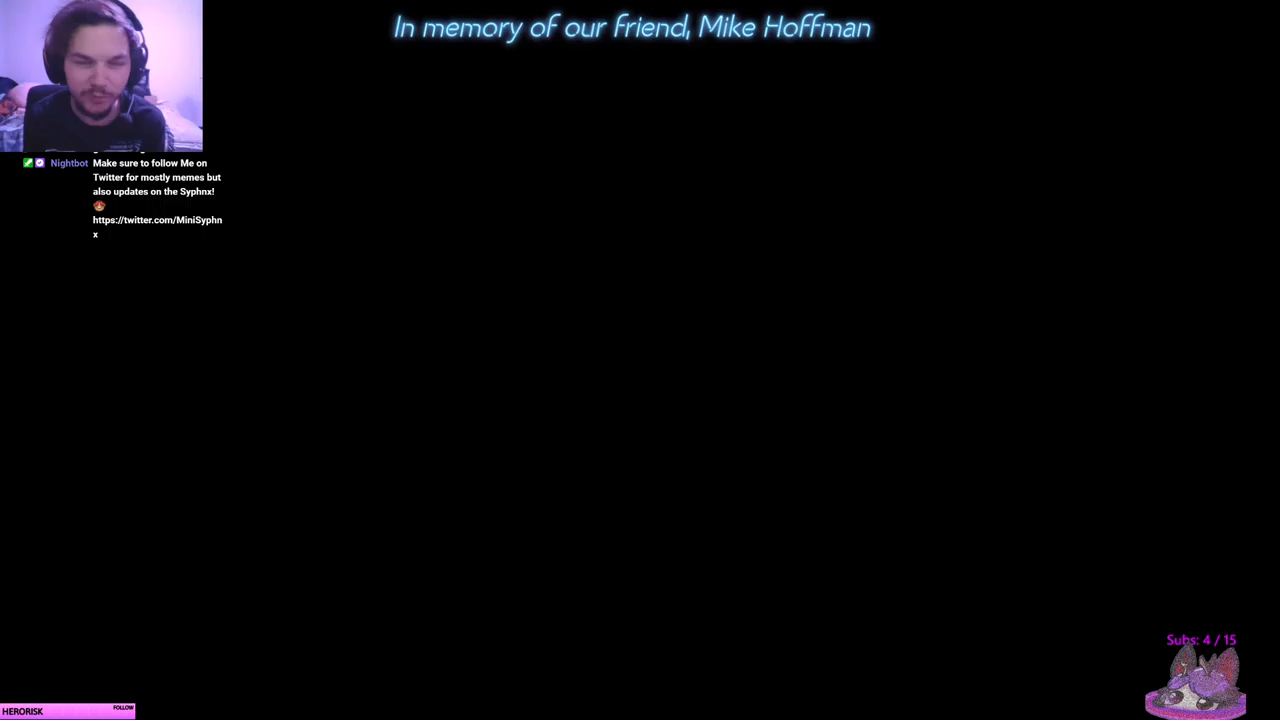 In memory of our friend, Mike Hoffman
Nightbot Make sure to follow Me on
Twitter for mostly memes but
also updates on the Syphnx!
https://twitter.com/MiniSyphn
x
Subs: 4 / 15
HERORISK FOLLOW